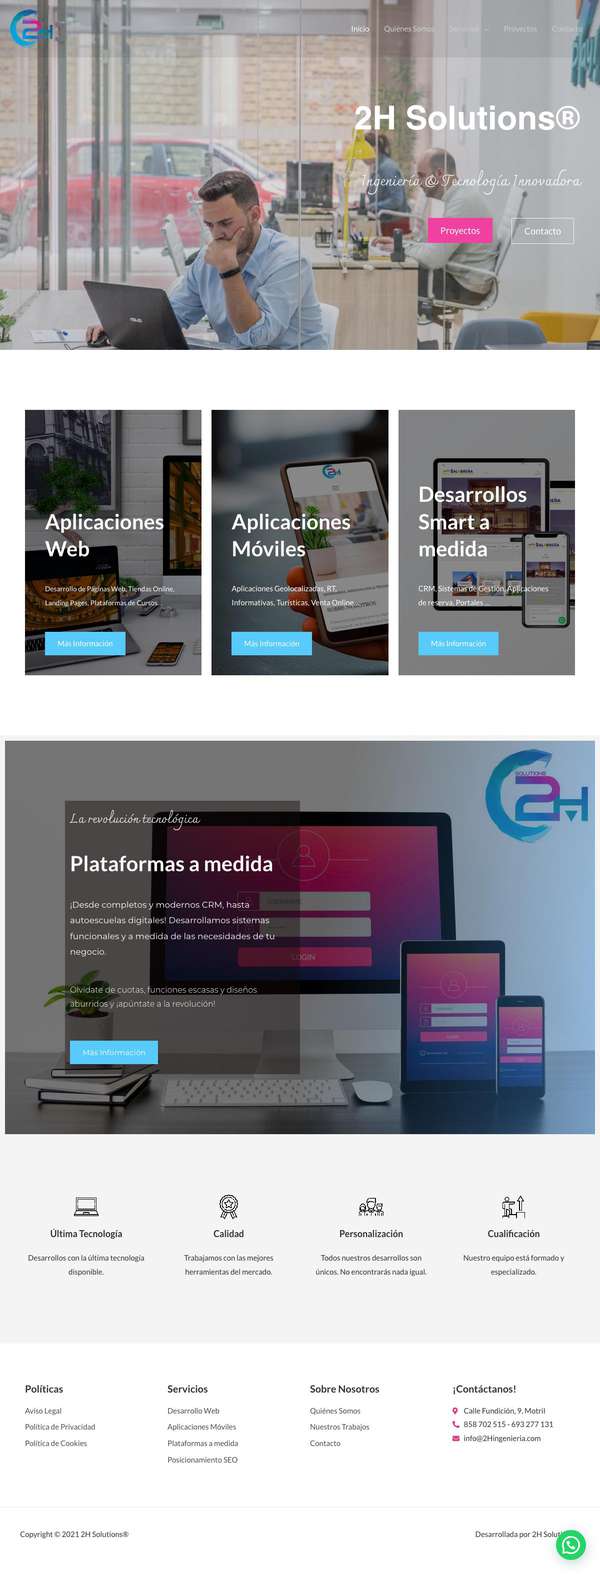 2H
Inicio
Quiénes Somos
Servicios
Proyectos
Contacto
2H Solutions®
Ingeniería & Tecnología Innovadora
Proyectos
Contacto
Aplicaciones
Web
Desarrollo de Páginas Web, Tiendas Online,
Landing Pages, Plataformas de Cursos...
Más Información
Aplicaciones
Móviles
Aplicaciones Geolocalizadas, RT,
Informativas, Turísticas, Venta Online...
Más Información
Desarrollos
Smart a
medida
CRM, Sistemas de Gestión, Aplicaciones
de reserva, Portales ...
Más Información
SOLUTIONS
2H
La revolución tecnológica
Plataformas a medida
¡Desde completos y modernos CRM, hasta
autoescuelas digitales! Desarrollamos sistemas
funcionales y a medida de las necesidades de tu
negocio.
Olvídate de cuotas, funciones escasas y diseños
aburridos y ¡apúntate a la revolución!
Más Información
LOGIN
Última Tecnología
Desarrollos con la última tecnología
disponible.
Calidad
Trabajamos con las mejores
herramientas del mercado.
Personalización
Todos nuestros desarrollos son
únicos. No encontrarás nada igual.
Cualificación
Nuestro equipo está formado y
especializado.
Políticas
Aviso Legal
Política de Privacidad
Política de Cookies
Servicios
Desarrollo Web
Aplicaciones Móviles
Plataformas a medida
Posicionamiento SEO
Sobre Nosotros
Quiénes Somos
Nuestros Trabajos
Contacto
¡Contáctanos!
Calle Fundición, 9, Motril
858 702 515 - 693 277 131
info@2Hingenieria.com
Copyright © 2021 2H Solutions®
Desarrollada por 2H